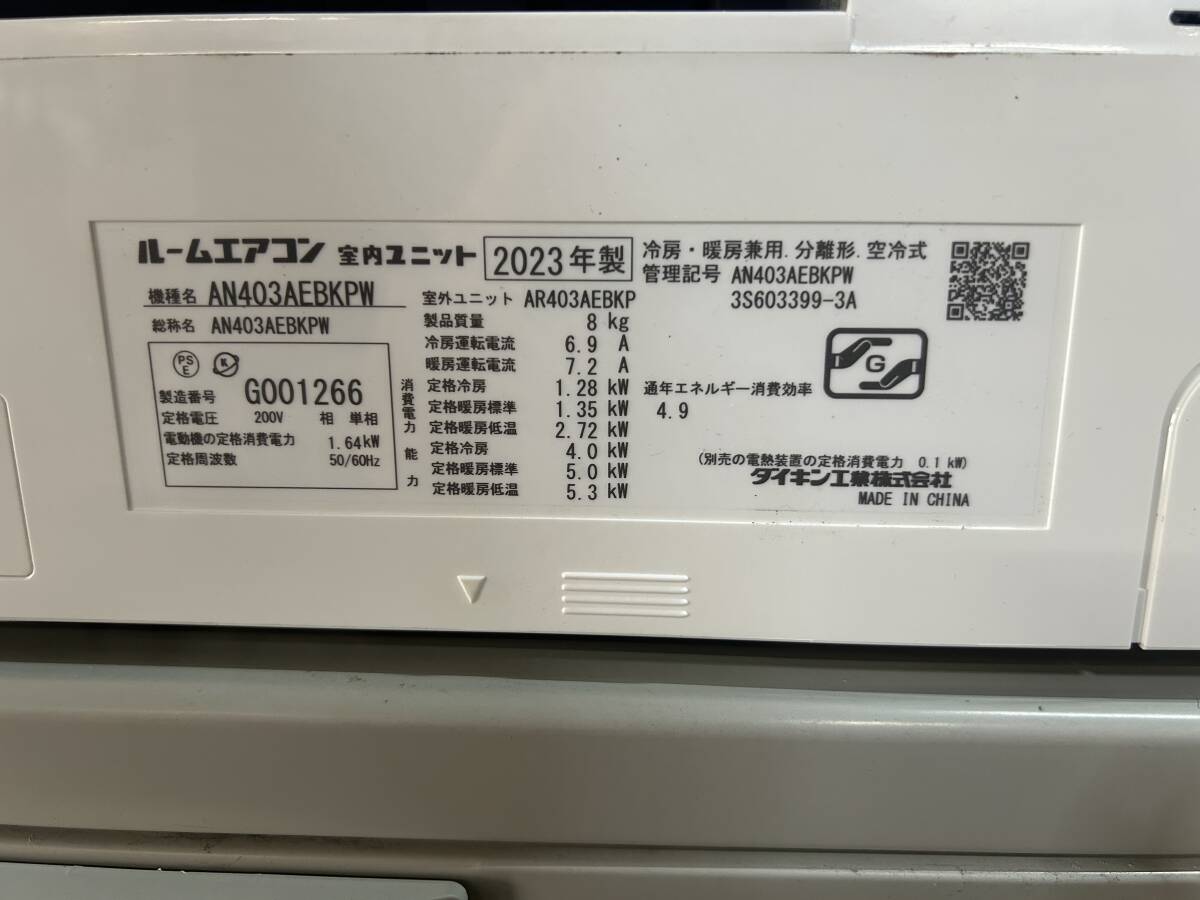 ルームエアコン 室内ユニット 2023年製
機種名 AN403AEBKPW
総称名 AN403AEBKPW
PS E
K
製造番号 G001266
定格電圧 200V 相 単相
電動機の定格消費電力 1.64kW
定格周波数 50/60Hz
室外ユニット AR403AEBKP
製品質量 8 kg
冷房運転電流 6.9 A
暖房運転電流 7.2 A
消費電力
定格冷房 1.28 kW
定格暖房標準 1.35 kW
定格暖房低温 2.72 kW
能力
定格冷房 4.0 kW
定格暖房標準 5.0 kW
定格暖房低温 5.3 kW
冷房・暖房兼用.分離形.空冷式
管理記号 AN403AEBKPW
3S603399-3A
G
通年エネルギー消費効率
4.9
(別売の電熱装置の定格消費電力 0.1 kW)
ダイキン工業株式会社
MADE IN CHINA